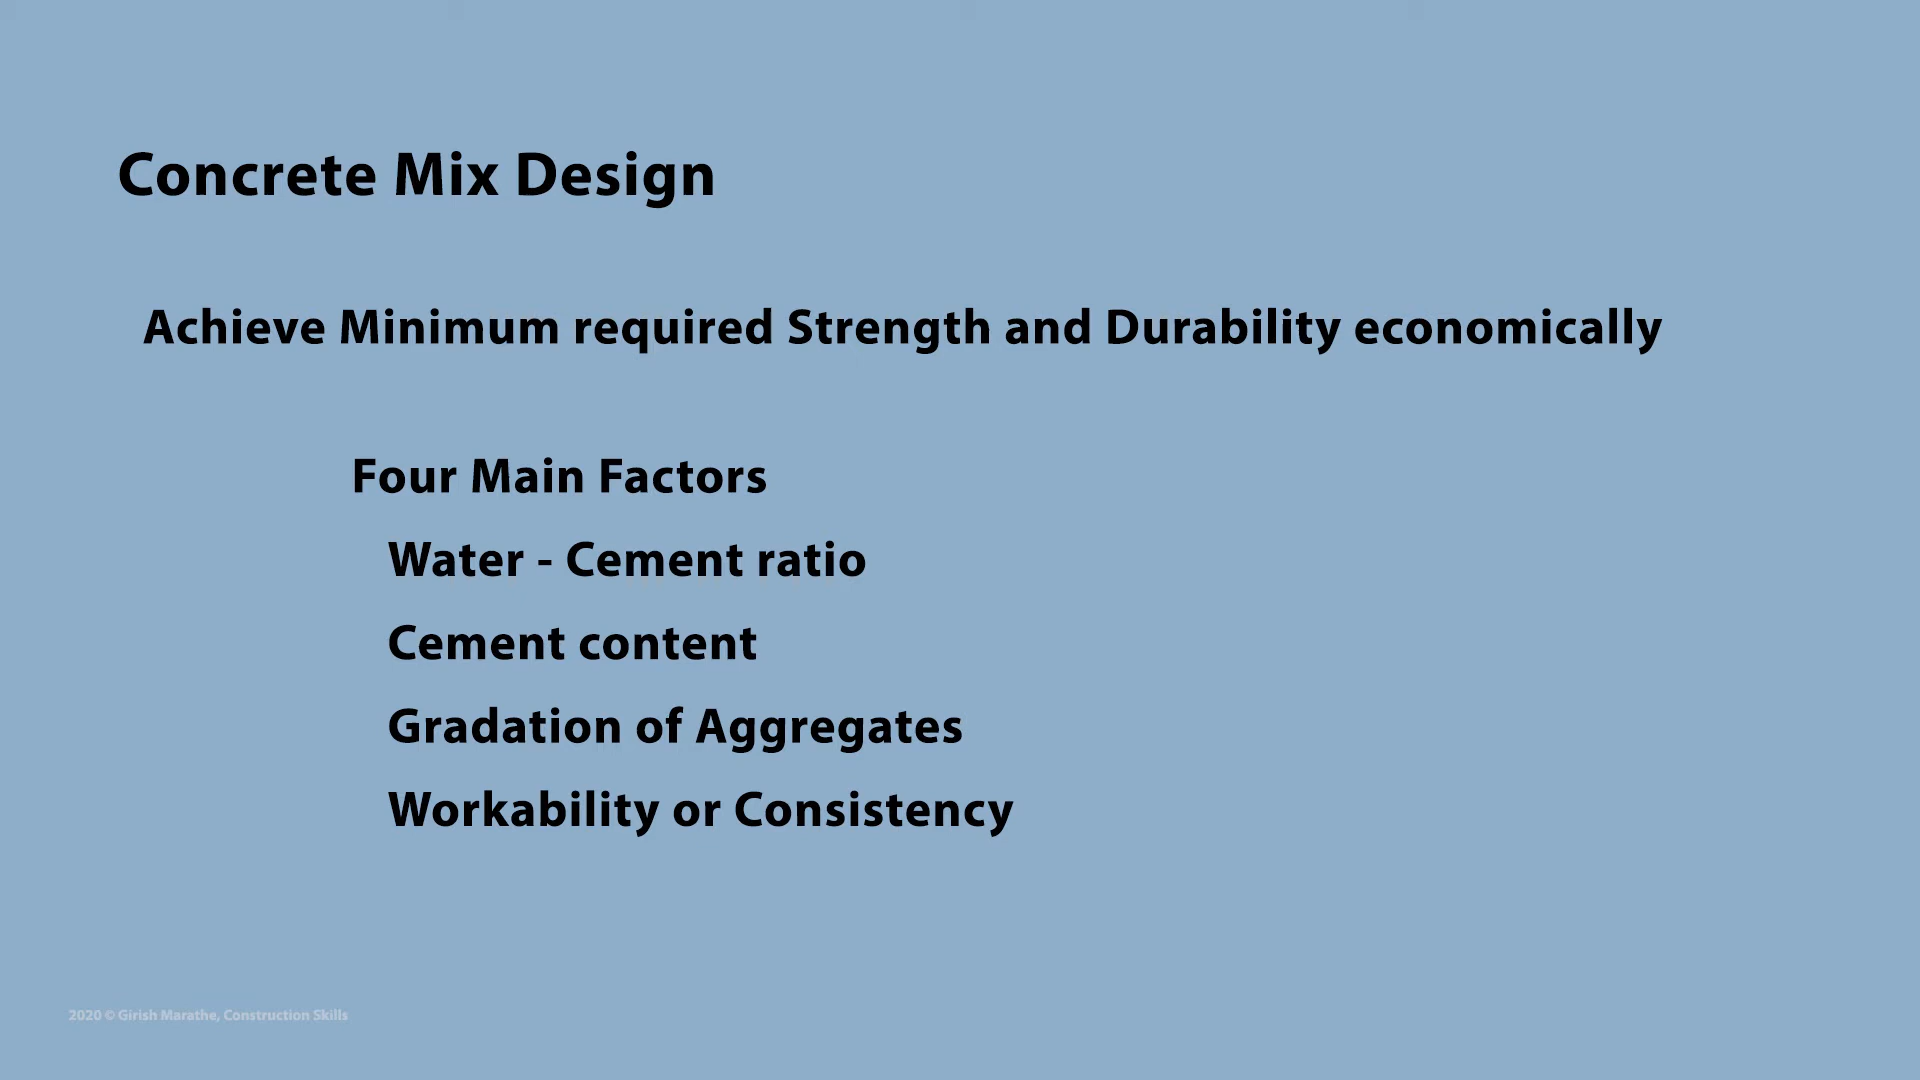 Concrete Mix Design
Achieve Minimum required Strength and Durability economically
Four Main Factors
Water - Cement ratio
Cement content
Gradation of Aggregates
Workability or Consistency
2020 © Girish Marathe, Construction Skills